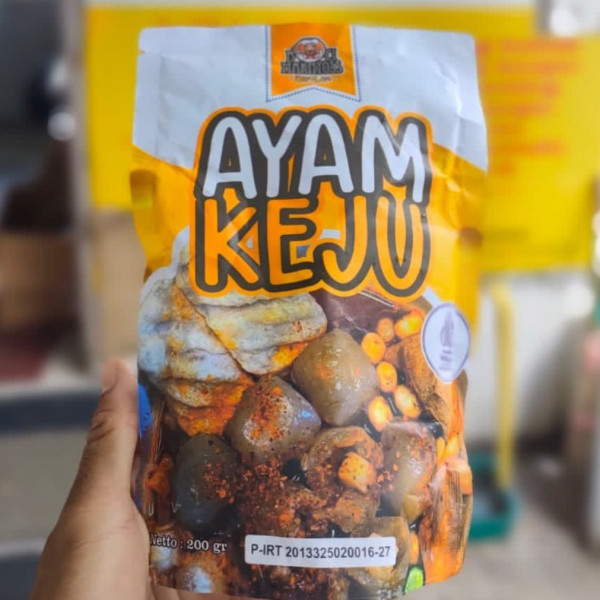 AYAM
KEJU
Netto : 200 gr
P-IRT 2013325020016-27